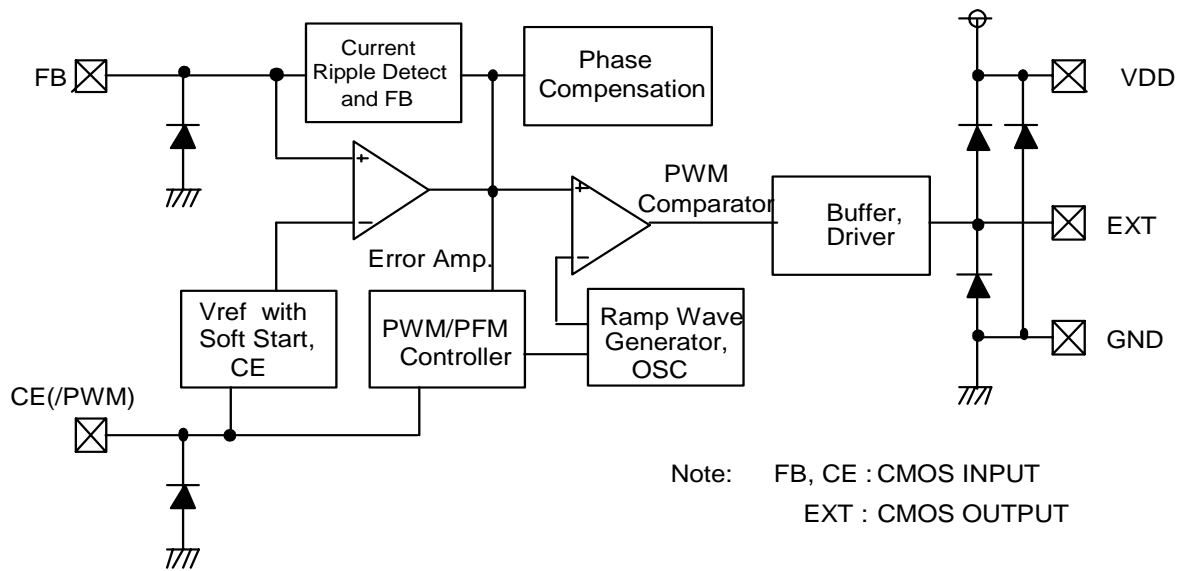 FB
Current
Ripple Detect
and FB
Phase
Compensation
VDD
+
−
Error Amp.
+
−
PWM
Comparator
Buffer,
Driver
EXT
Vref with
Soft Start,
CE
PWM/PFM
Controller
Ramp Wave
Generator,
OSC
GND
CE(/PWM)
Note: FB, CE : CMOS INPUT
EXT : CMOS OUTPUT